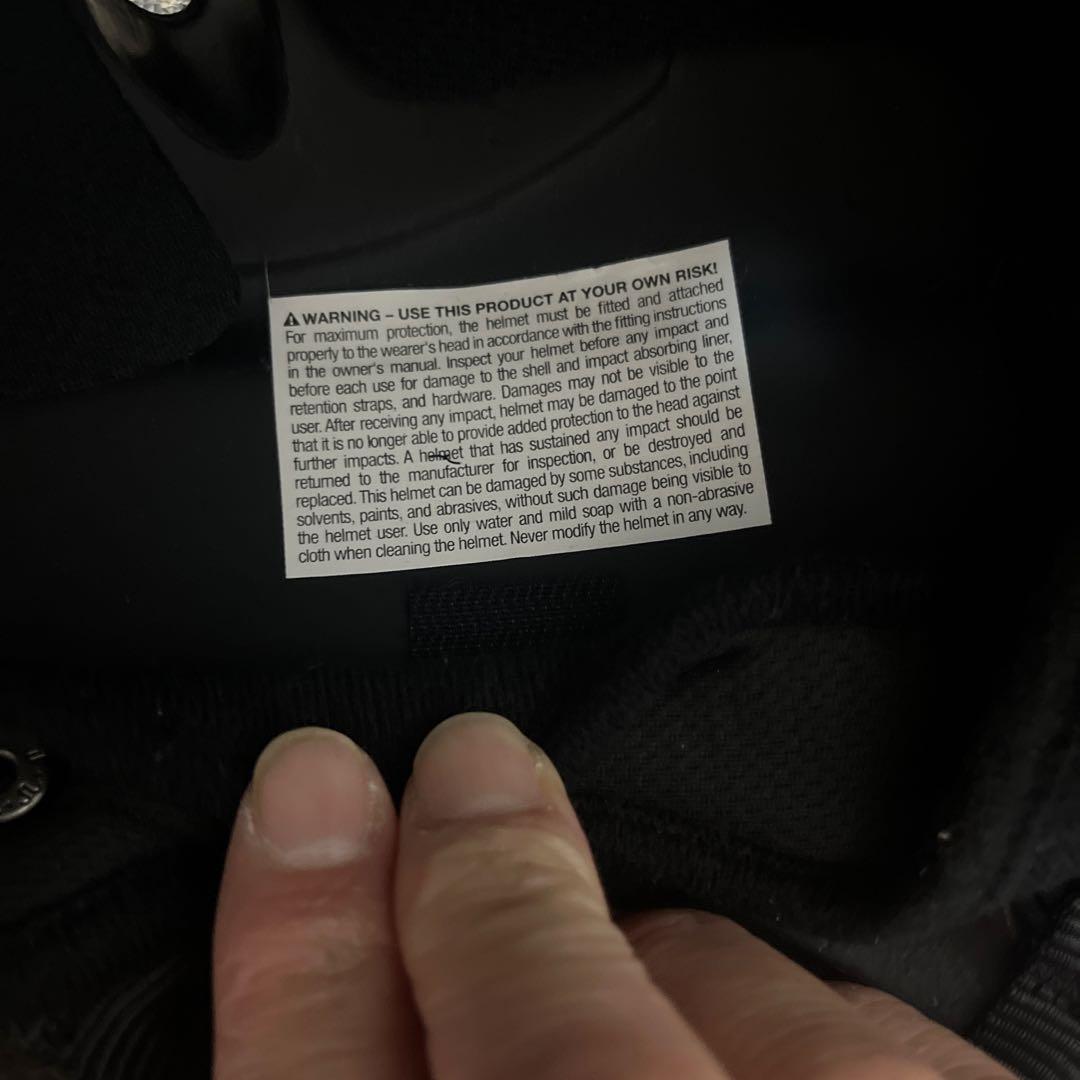 ⚠ WARNING – USE THIS PRODUCT AT YOUR OWN RISK!
For maximum protection, the helmet must be fitted and attached
properly to the wearer's head in accordance with the fitting instructions
in the owner's manual. Inspect your helmet before any impact and
before each use for damage to the shell and impact absorbing liner,
retention straps, and hardware. Damages may not be visible to the
user. After receiving any impact, helmet may be damaged to the point
that it is no longer able to provide added protection to the head against
further impacts. A helmet that has sustained any impact should be
returned to the manufacturer for inspection, or be destroyed and
replaced. This helmet can be damaged by some substances, including
solvents, paints, and abrasives, without such damage being visible to
the helmet user. Use only water and mild soap with a non-abrasive
cloth when cleaning the helmet. Never modify the helmet in any way.